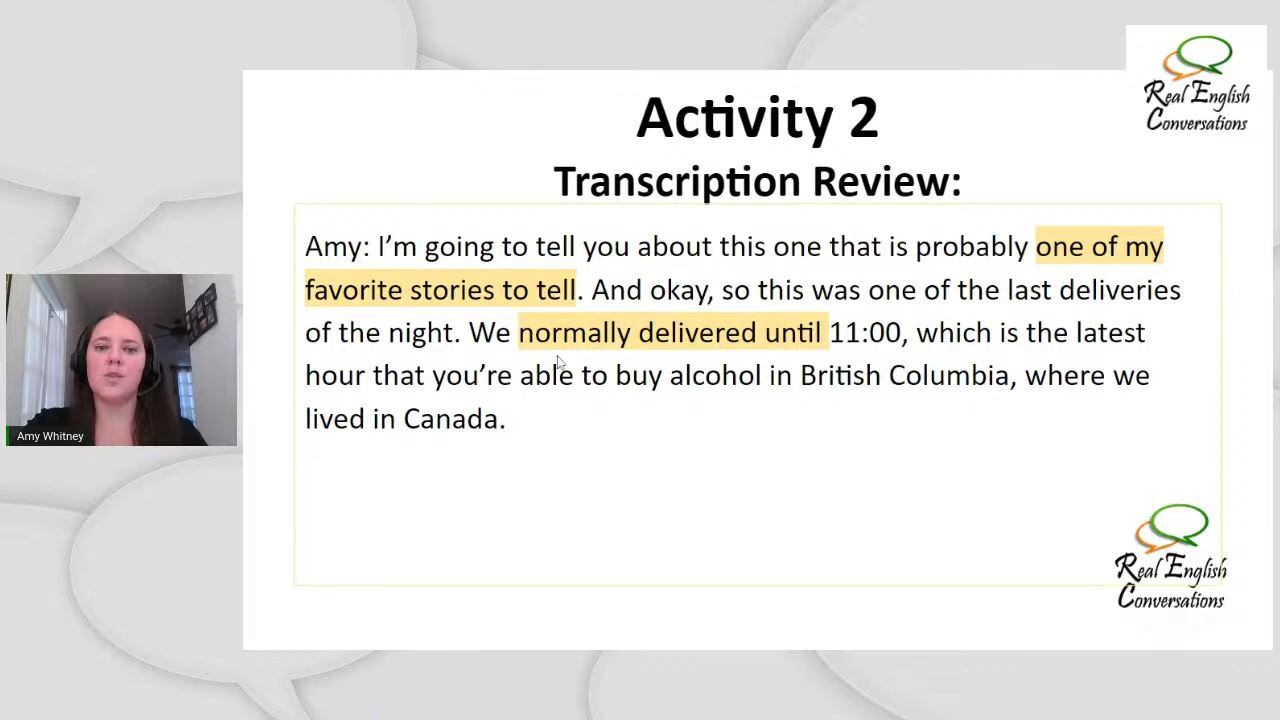 Real English
Conversations
Activity 2
Transcription Review:
Amy: I’m going to tell you about this one that is probably one of my
favorite stories to tell. And okay, so this was one of the last deliveries
of the night. We normally delivered until 11:00, which is the latest
hour that you’re able to buy alcohol in British Columbia, where we
lived in Canada.
Amy Whitney
Real English
Conversations